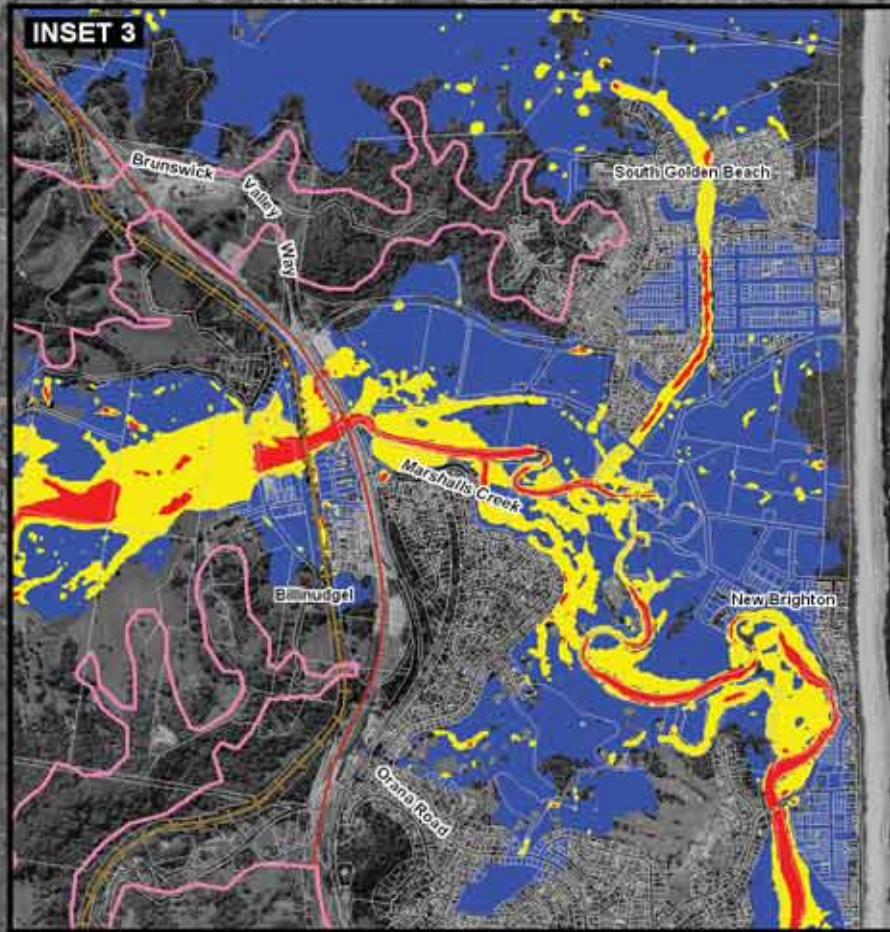 INSET 3
Brunswick
Valley
Way
South Golden Beach
Marshalls Creek
Billinudgel
New Brighton
Orana Road